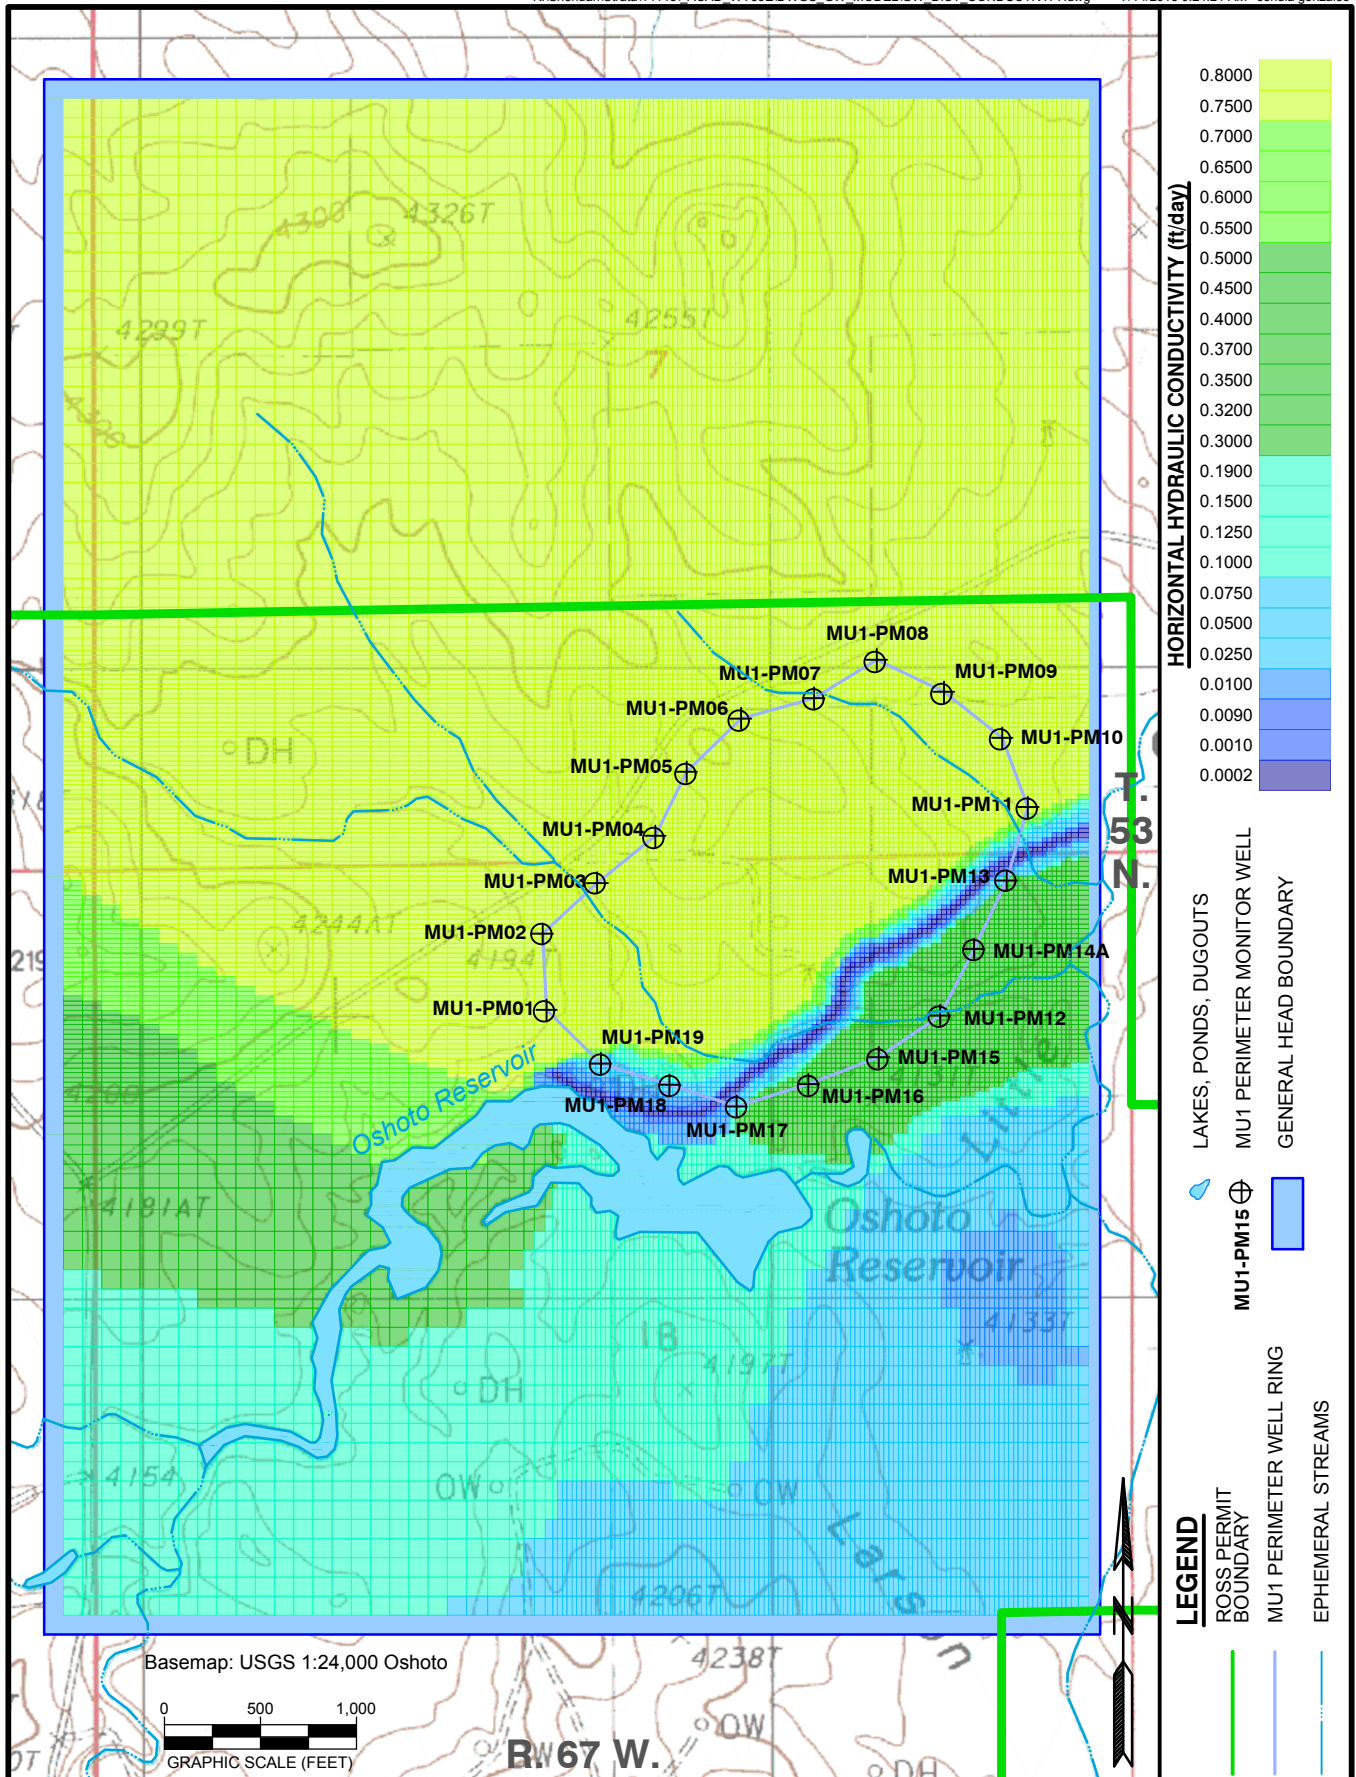 0.8000
0.7500
0.7000
0.6500
0.6000
0.5500
0.5000
0.4500
0.4000
0.3700
0.3500
0.3200
0.3000
0.1900
0.1500
0.1250
0.1000
0.0750
0.0500
0.0250
0.0100
0.0090
0.0010
0.0002
HORIZONTAL HYDRAULIC CONDUCTIVITY (ft/day)
4300
4326T
4299T
4255T
7
MU1-PM08
MU1-PM07
MU1-PM09
MU1-PM06
MU1-PM10
DH
MU1-PM05
MU1-PM11
MU1-PM04
T.
53
N.
MU1-PM03
MU1-PM13
4244AT
MU1-PM02
4194T
MU1-PM14A
219
MU1-PM01
MU1-PM12
MU1-PM19
MU1-PM15
MU1-PM18
MU1-PM16
MU1-PM17
Little
Oshoto Reservoir
4181AT
Oshoto
Reservoir
4133T
18
4197T
DH
4154
OW
OW
Larson
4206T
4238T
OW
DH
R. 67 W.
Basemap: USGS 1:24,000 Oshoto
0 500 1,000
GRAPHIC SCALE (FEET)
N
LEGEND
ROSS PERMIT
BOUNDARY
MU1 PERIMETER WELL RING
EPHEMERAL STREAMS
LAKES, PONDS, DUGOUTS
MU1-PM15
MU1 PERIMETER MONITOR WELL
GENERAL HEAD BOUNDARY